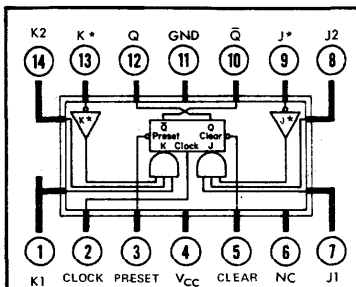 K2 K* Q GND Q̅ J* J2
14 13 12 11 10 9 8
Q̅ Q
Preset Clear
K* K Clock J J*
1 2 3 4 5 6 7
K1 CLOCK PRESET VCC CLEAR NC J1